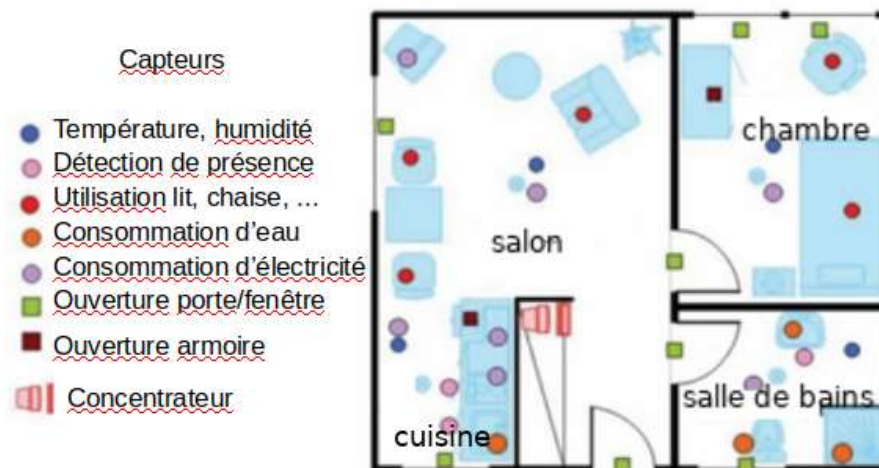 Capteurs
Température, humidité
Détection de présence
Utilisation lit, chaise, ...
Consommation d'eau
Consommation d'électricité
Ouverture porte/fenêtre
Ouverture armoire
Concentrateur
chambre
salon
salle de bains
cuisine